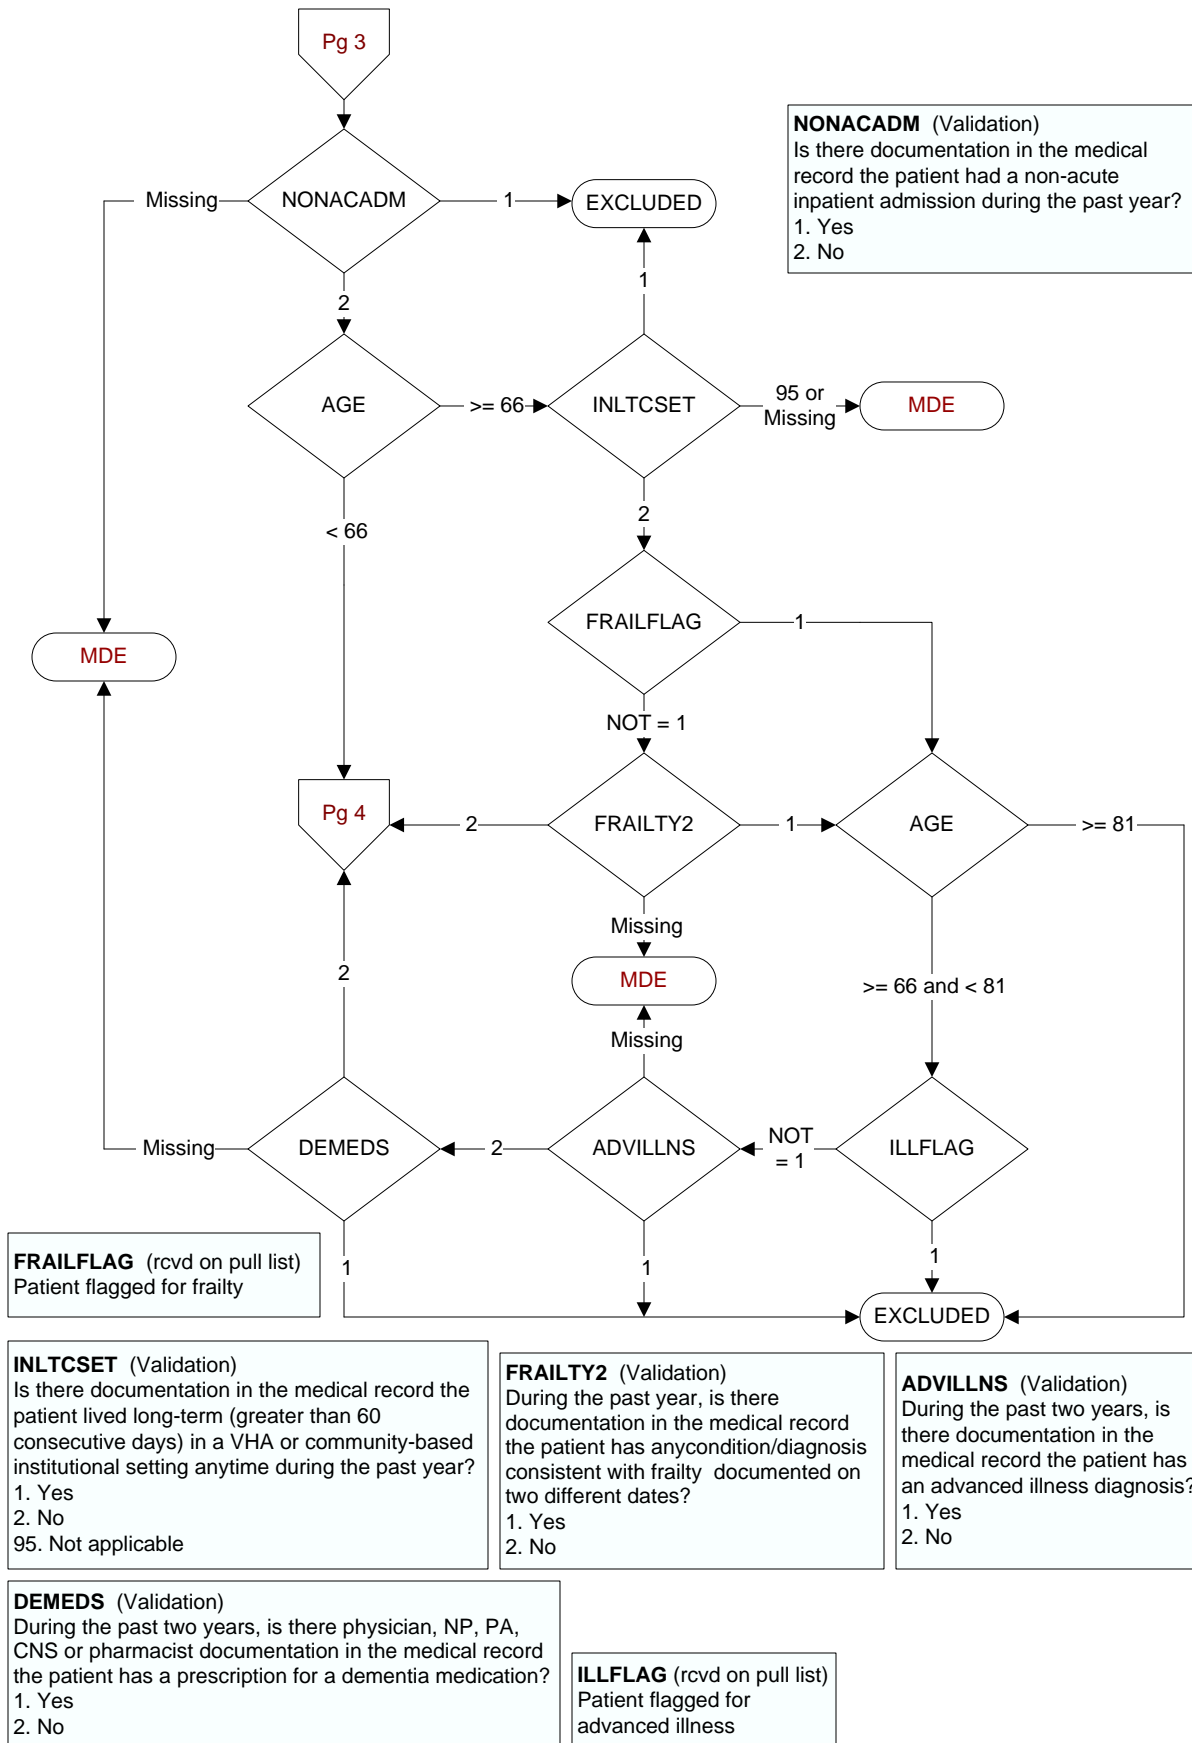 Pg 3
NONACADM (Validation)
Is there documentation in the medical
record the patient had a non-acute
inpatient admission during the past year?
1. Yes
2. No
Missing
NONACADM
1
EXCLUDED
2
1
AGE
>= 66
INLTCSET
95 or
Missing
MDE
< 66
2
FRAILFLAG
1
MDE
NOT = 1
Pg 4
2
FRAILTY2
1
AGE
>= 81
Missing
MDE
2
>= 66 and < 81
Missing
Missing
DEMEDS
2
ADVILLNS
NOT
= 1
ILLFLAG
1
1
1
EXCLUDED
FRAILFLAG (rcvd on pull list)
Patient flagged for frailty
INLTCSET (Validation)
Is there documentation in the medical record the
patient lived long-term (greater than 60
consecutive days) in a VHA or community-based
institutional setting anytime during the past year?
1. Yes
2. No
95. Not applicable
FRAILTY2 (Validation)
During the past year, is there
documentation in the medical record
the patient has anycondition/diagnosis
consistent with frailty documented on
two different dates?
1. Yes
2. No
ADVILLNS (Validation)
During the past two years, is
there documentation in the
medical record the patient has
an advanced illness diagnosis?
1. Yes
2. No
DEMEDS (Validation)
During the past two years, is there physician, NP, PA,
CNS or pharmacist documentation in the medical record
the patient has a prescription for a dementia medication?
1. Yes
2. No
ILLFLAG (rcvd on pull list)
Patient flagged for
advanced illness